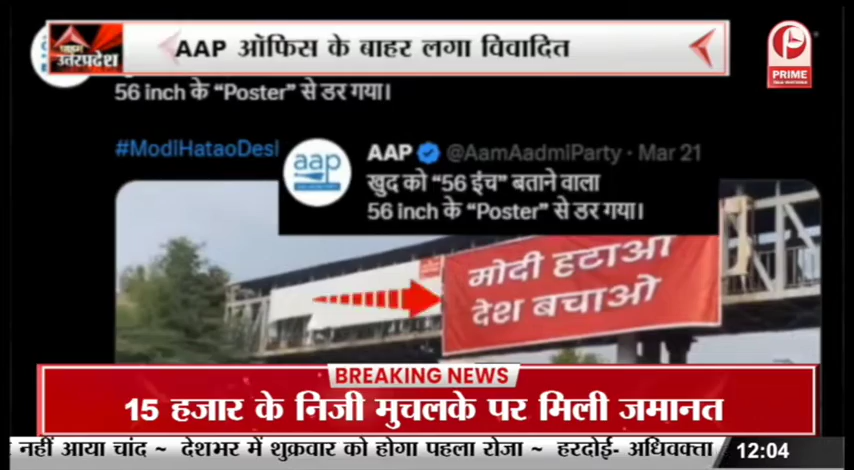 प्राइम
उत्तरप्रदेश
AAP ऑफिस के बाहर लगा विवादित
PRIME
56 inch के “Poster” से डर गया।
#ModiHataoDesl
aap
AAP @AamAadmiParty · Mar 21
खुद को “56 इंच” बताने वाला
56 inch के “Poster” से डर गया।
मोदी हटाओ
देश बचाओ
BREAKING NEWS
15 हजार के निजी मुचलके पर मिली जमानत
नहीं आया चांद ~ देशभर में शुक्रवार को होगा पहला रोजा ~ हरदोई- अधिवक्ता
12:04